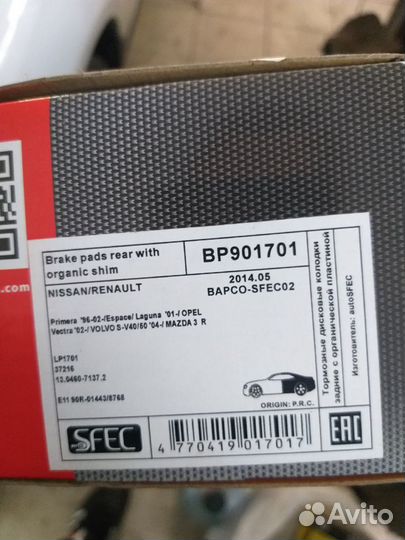 Brake pads rear with
organic shim
BP901701
NISSAN/RENAULT
2014.05
BAPCO-SFEC02
Primera '96-02-/Espace/ Laguna '01-/ OPEL
Vectra '02-/ VOLVO S-V40/50 '04-/ MAZDA 3 R
LP1701
37216
13.0460-7137.2
E11 90R-01443/8768
ORIGIN: P.R.C.
SFEC
4 770419 017017
EAC
Тормозные дисковые колодки
задние с органической пластиной
Изготовитель: autoSFEC
.com
Avito